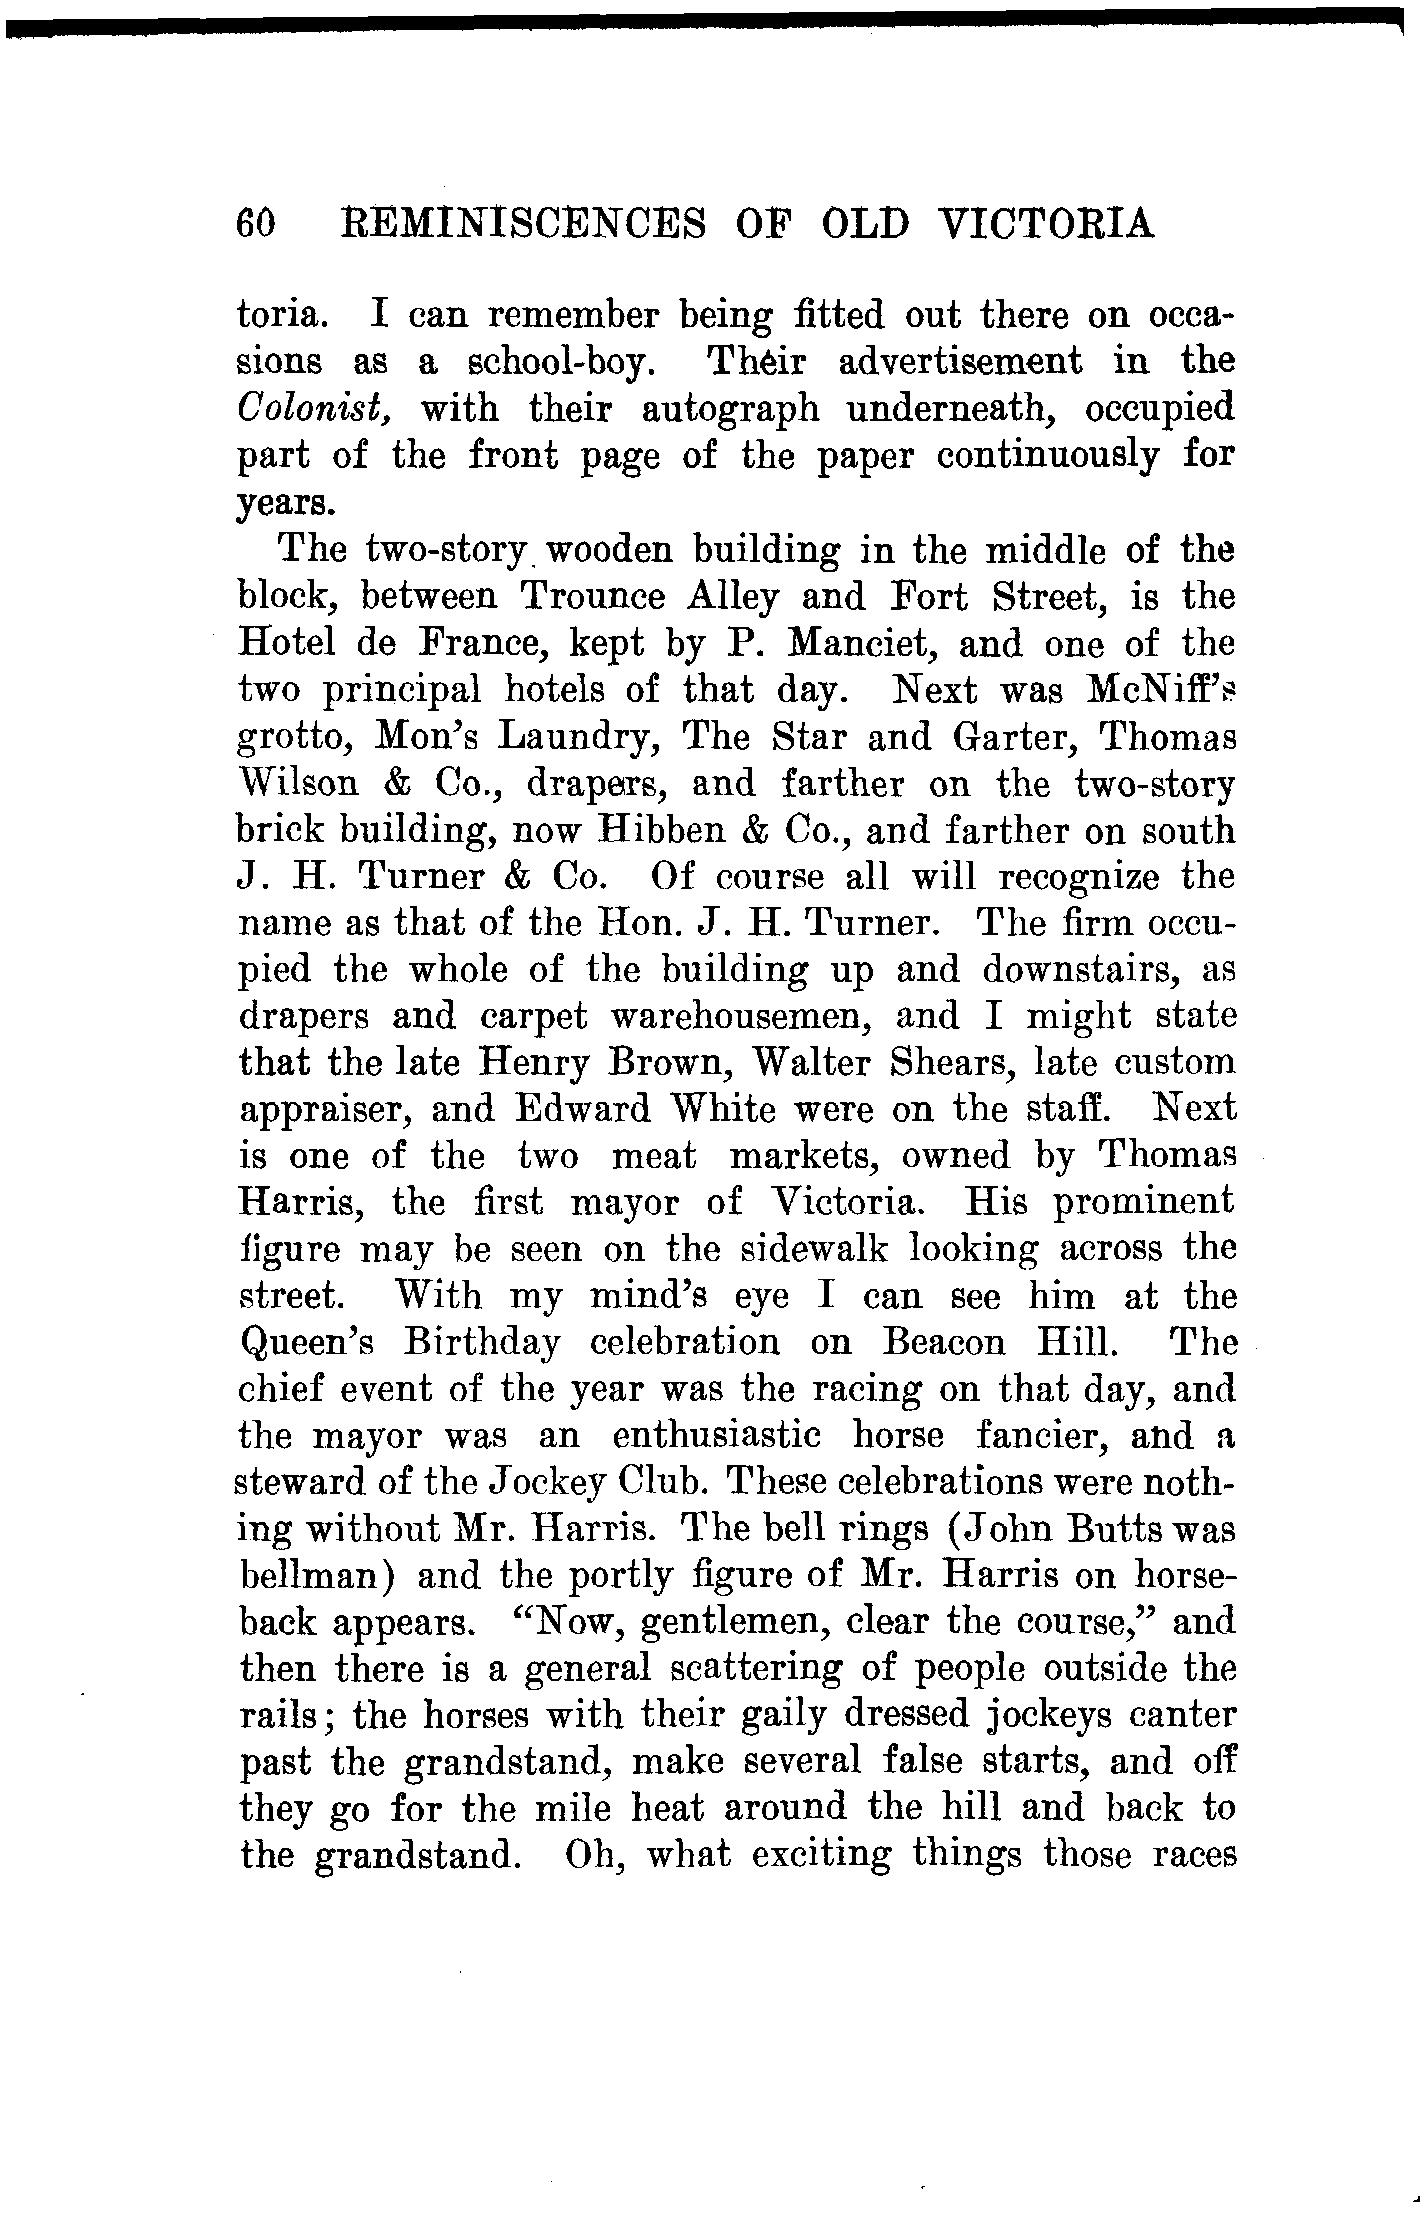 60 REMINISCENCES OF OLD VICTORIA
toria. I can remember being fitted out there on occa-
sions as a school-boy. Their advertisement in the
Colonist, with their autograph underneath, occupied
part of the front page of the paper continuously for
years.
The two-story wooden building in the middle of the
block, between Trounce Alley and Fort Street, is the
Hotel de France, kept by P. Manciet, and one of the
two principal hotels of that day. Next was McNiff's
grotto, Mon's Laundry, The Star and Garter, Thomas
Wilson & Co., drapers, and farther on the two-story
brick building, now Hibben & Co., and farther on south
J. H. Turner & Co. Of course all will recognize the
name as that of the Hon. J. H. Turner. The firm occu-
pied the whole of the building up and downstairs, as
drapers and carpet warehousemen, and I might state
that the late Henry Brown, Walter Shears, late custom
appraiser, and Edward White were on the staff. Next
is one of the two meat markets, owned by Thomas
Harris, the first mayor of Victoria. His prominent
figure may be seen on the sidewalk looking across the
street. With my mind's eye I can see him at the
Queen's Birthday celebration on Beacon Hill. The
chief event of the year was the racing on that day, and
the mayor was an enthusiastic horse fancier, and a
steward of the Jockey Club. These celebrations were noth-
ing without Mr. Harris. The bell rings (John Butts was
bellman) and the portly figure of Mr. Harris on horse-
back appears. "Now, gentlemen, clear the course," and
then there is a general scattering of people outside the
rails; the horses with their gaily dressed jockeys canter
past the grandstand, make several false starts, and off
they go for the mile heat around the hill and back to
the grandstand. Oh, what exciting things those races